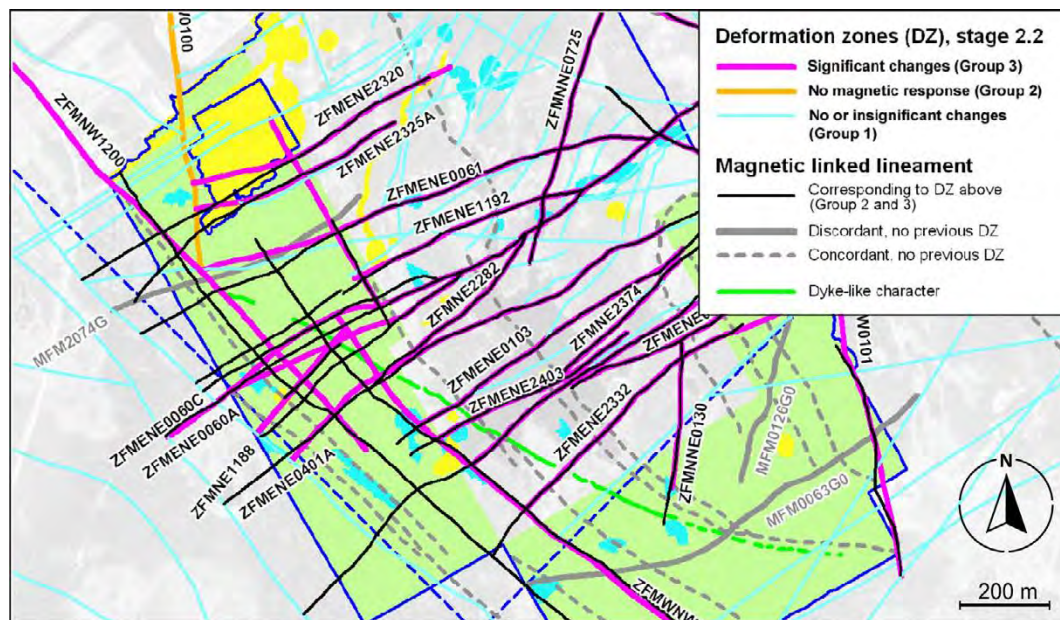 Deformation zones (DZ), stage 2.2
Significant changes (Group 3)
No magnetic response (Group 2)
No or insignificant changes
(Group 1)
Magnetic linked lineament
Corresponding to DZ above
(Group 2 and 3)
Discordant, no previous DZ
Concordant, no previous DZ
Dyke-like character
W0100
ZFMNW1200
ZFMENE2320
ZFMENE2325A
ZFMNNE0725
ZFMENE0061
ZFMENE1192
MFM2074G
ZFMNE2282
ZFMENE0103
ZFMNE2374
ZFMENE2403
ZFMENE2332
ZFMNNE0130
W0101
MFM0126G0
MFM0063G0
ZFMENE0060C
ZFMENE0060A
ZFMNE1188
ZFMENE0401A
ZFMWNW
N
200 m